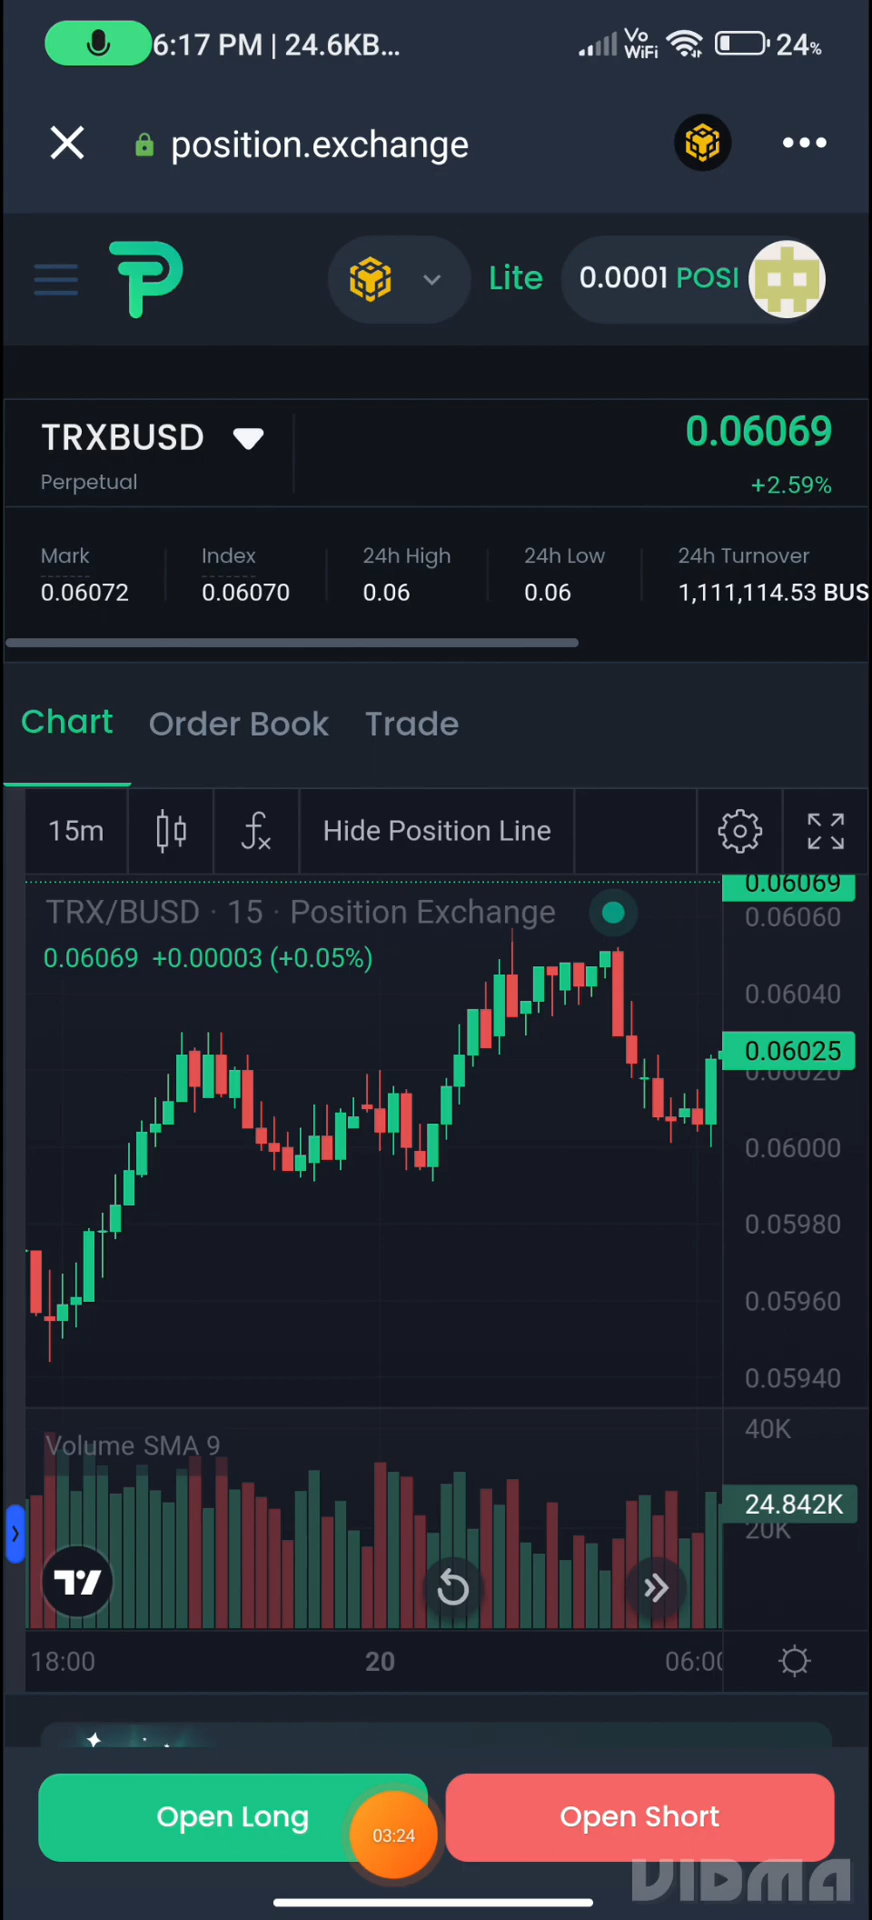 6:17 PM | 24.6KB... Vo WiFi 24%
position.exchange
Lite 0.0001 POSI
TRXBUSD 0.06069
Perpetual +2.59%
Mark Index 24h High 24h Low 24h Turnover
0.06072 0.06070 0.06 0.06 1,111,114.53 BUS
Chart Order Book Trade
15m fx Hide Position Line
0.06069
TRX/BUSD · 15 · Position Exchange 0.06060
0.06069 +0.00003 (+0.05%)
0.06040
0.06025
0.06020
0.06000
0.05980
0.05960
0.05940
40K
Volume SMA 9
24.842K
20K
18:00 20 06:00
Open Long 03:24 Open Short
VIDMA